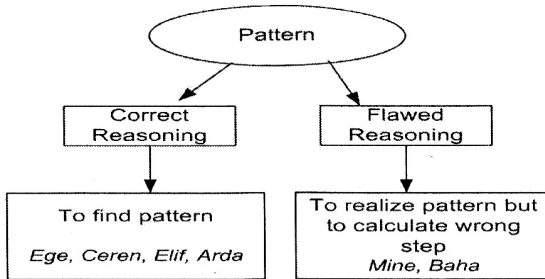 Pattern
Correct
Reasoning
Flawed
Reasoning
To find pattern
Ege, Ceren, Elif, Arda
To realize pattern but
to calculate wrong
step
Mine, Baha